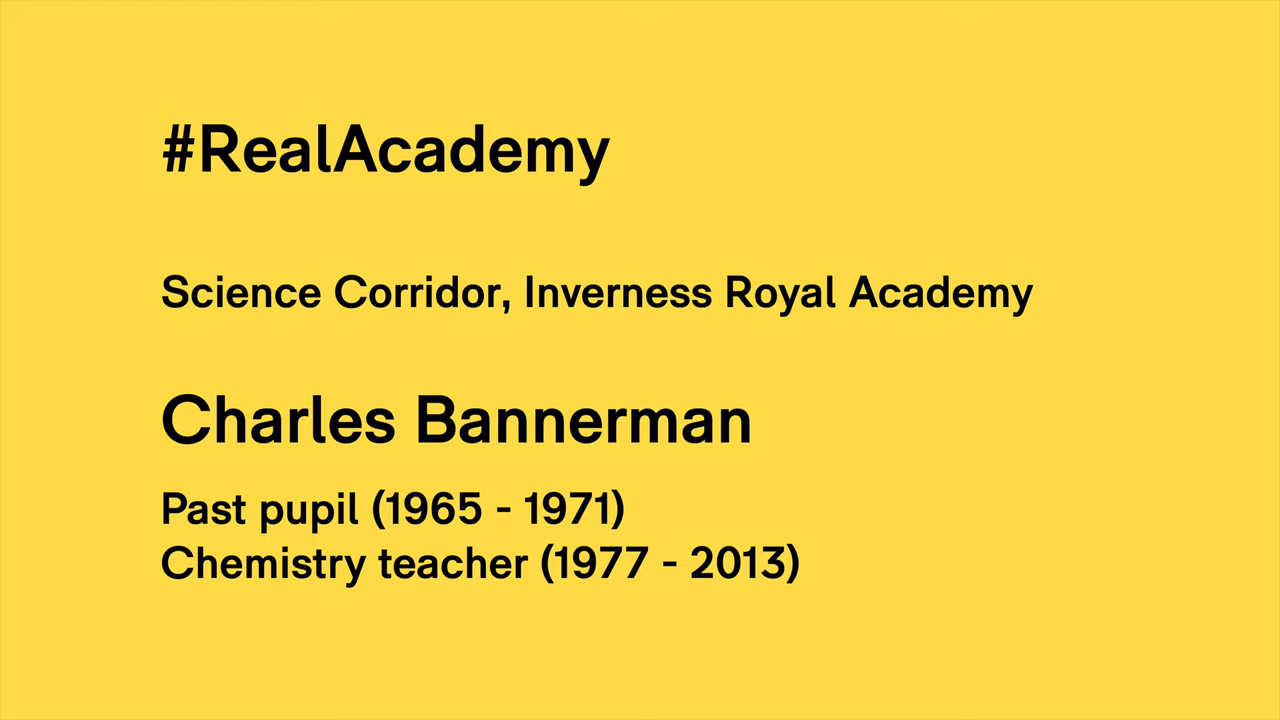 #RealAcademy
Science Corridor, Inverness Royal Academy
Charles Bannerman
Past pupil (1965 - 1971)
Chemistry teacher (1977 - 2013)